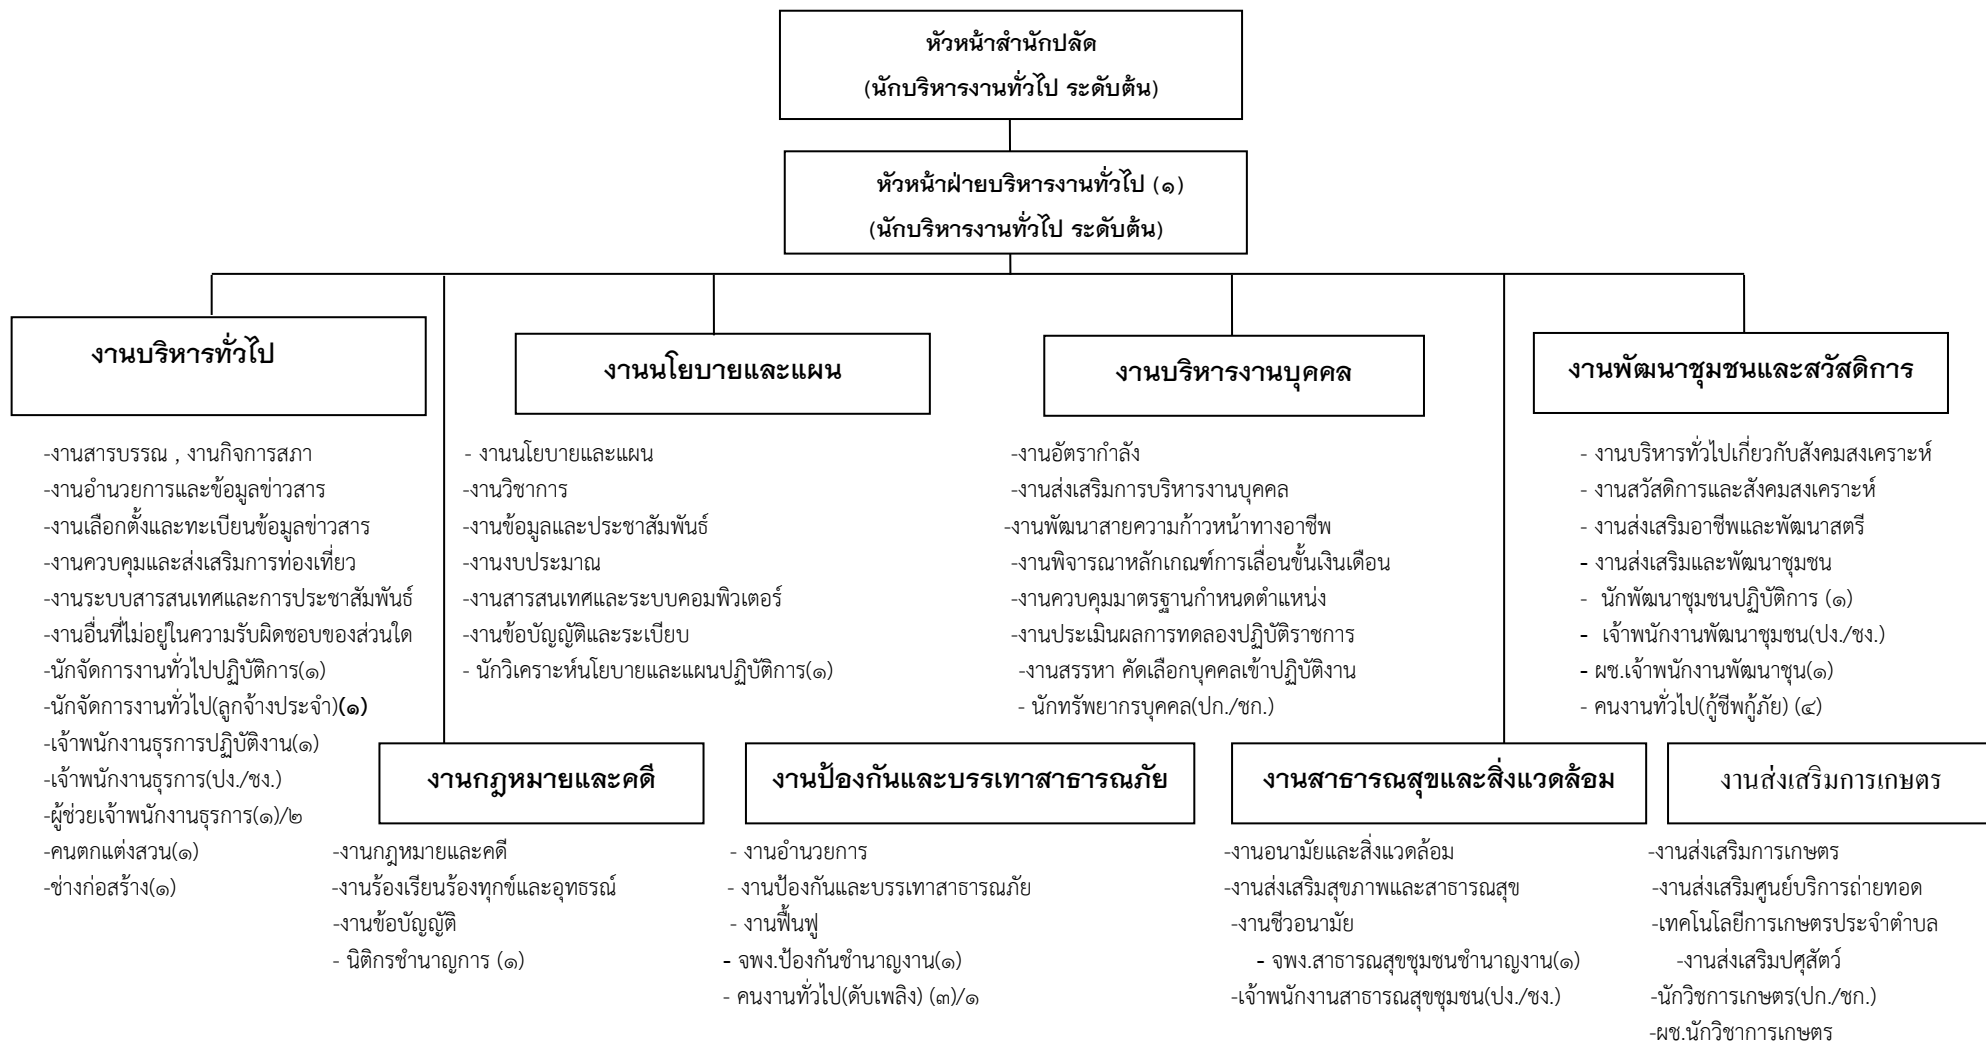 หัวหน้าสำนักปลัด
(นักบริหารงานทั่วไป ระดับต้น)
หัวหน้าฝ่ายบริหารงานทั่วไป (๑)
(นักบริหารงานทั่วไป ระดับต้น)
งานบริหารทั่วไป
-งานสารบรรณ , งานกิจการสภา
-งานอำนวยการและข้อมูลข่าวสาร
-งานเลือกตั้งและทะเบียนข้อมูลข่าวสาร
-งานควบคุมและส่งเสริมการท่องเที่ยว
-งานระบบสารสนเทศและการประชาสัมพันธ์
-งานอื่นที่ไม่อยู่ในความรับผิดชอบของส่วนใด
-นักจัดการงานทั่วไปปฏิบัติการ(๑)
-นักจัดการงานทั่วไป(ลูกจ้างประจำ)(๑)
-เจ้าพนักงานธุรการปฏิบัติงาน(๑)
-เจ้าพนักงานธุรการ(ปง./ชง.)
-ผู้ช่วยเจ้าพนักงานธุรการ(๑)/๒
-คนตกแต่งสวน(๑)
-ช่างก่อสร้าง(๑)
งานนโยบายและแผน
- งานนโยบายและแผน
-งานวิชาการ
-งานข้อมูลและประชาสัมพันธ์
-งานงบประมาณ
-งานสารสนเทศและระบบคอมพิวเตอร์
-งานข้อบัญญัติและระเบียบ
- นักวิเคราะห์นโยบายและแผนปฏิบัติการ(๑)
งานบริหารงานบุคคล
-งานอัตรากำลัง
-งานส่งเสริมการบริหารงานบุคคล
-งานพัฒนาสายความก้าวหน้าทางอาชีพ
-งานพิจารณาหลักเกณฑ์การเลื่อนขั้นเงินเดือน
-งานควบคุมมาตรฐานกำหนดตำแหน่ง
-งานประเมินผลการทดลองปฏิบัติราชการ
-งานสรรหา คัดเลือกบุคคลเข้าปฏิบัติงาน
- นักทรัพยากรบุคคล(ปก./ชก.)
งานพัฒนาชุมชนและสวัสดิการ
- งานบริหารทั่วไปเกี่ยวกับสังคมสงเคราะห์
- งานสวัสดิการและสังคมสงเคราะห์
- งานส่งเสริมอาชีพและพัฒนาสตรี
- งานส่งเสริมและพัฒนาชุมชน
- นักพัฒนาชุมชนปฏิบัติการ (๑)
- เจ้าพนักงานพัฒนาชุมชน(ปง./ชง.)
- ผช.เจ้าพนักงานพัฒนาชุน(๑)
- คนงานทั่วไป(กู้ชีพกู้ภัย) (๔)
งานกฎหมายและคดี
-งานกฎหมายและคดี
-งานร้องเรียนร้องทุกข์และอุทธรณ์
-งานข้อบัญญัติ
- นิติกรชำนาญการ (๑)
งานป้องกันและบรรเทาสาธารณภัย
- งานอำนวยการ
- งานป้องกันและบรรเทาสาธารณภัย
- งานฟื้นฟู
- จพง.ป้องกันชำนาญงาน(๑)
- คนงานทั่วไป(ดับเพลิง) (๓)/๑
งานสาธารณสุขและสิ่งแวดล้อม
-งานอนามัยและสิ่งแวดล้อม
-งานส่งเสริมสุขภาพและสาธารณสุข
-งานชีวอนามัย
- จพง.สาธารณสุขชุมชนชำนาญงาน(๑)
-เจ้าพนักงานสาธารณสุขชุมชน(ปง./ชง.)
งานส่งเสริมการเกษตร
-งานส่งเสริมการเกษตร
-งานส่งเสริมศูนย์บริการถ่ายทอด
-เทคโนโลยีการเกษตรประจำตำบล
-งานส่งเสริมปศุสัตว์
-นักวิชการเกษตร(ปก./ชก.)
-ผช.นักวิชาการเกษตร